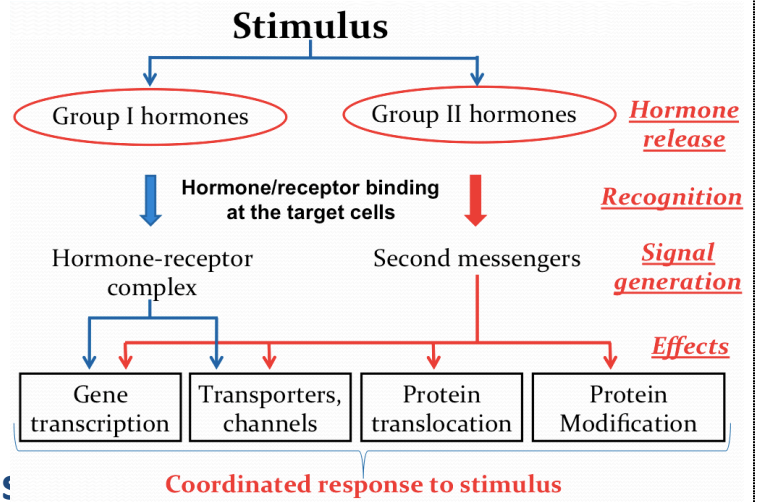 Stimulus
Group I hormones
Group II hormones
Hormone
release
Hormone/receptor binding
at the target cells
Recognition
Hormone-receptor
complex
Second messengers
Signal
generation
Effects
Gene
transcription
Transporters,
channels
Protein
translocation
Protein
Modification
Coordinated response to stimulus